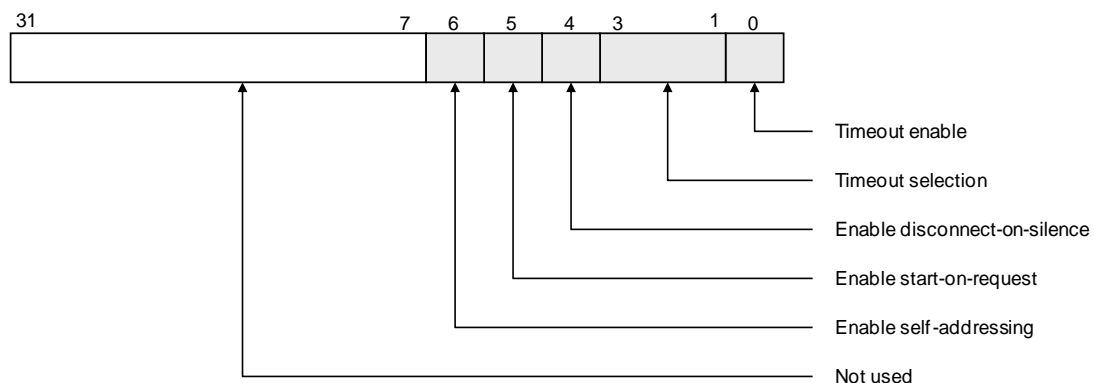 31 7 6 5 4 3 1 0
Timeout enable
Timeout selection
Enable disconnect-on-silence
Enable start-on-request
Enable self-addressing
Not used